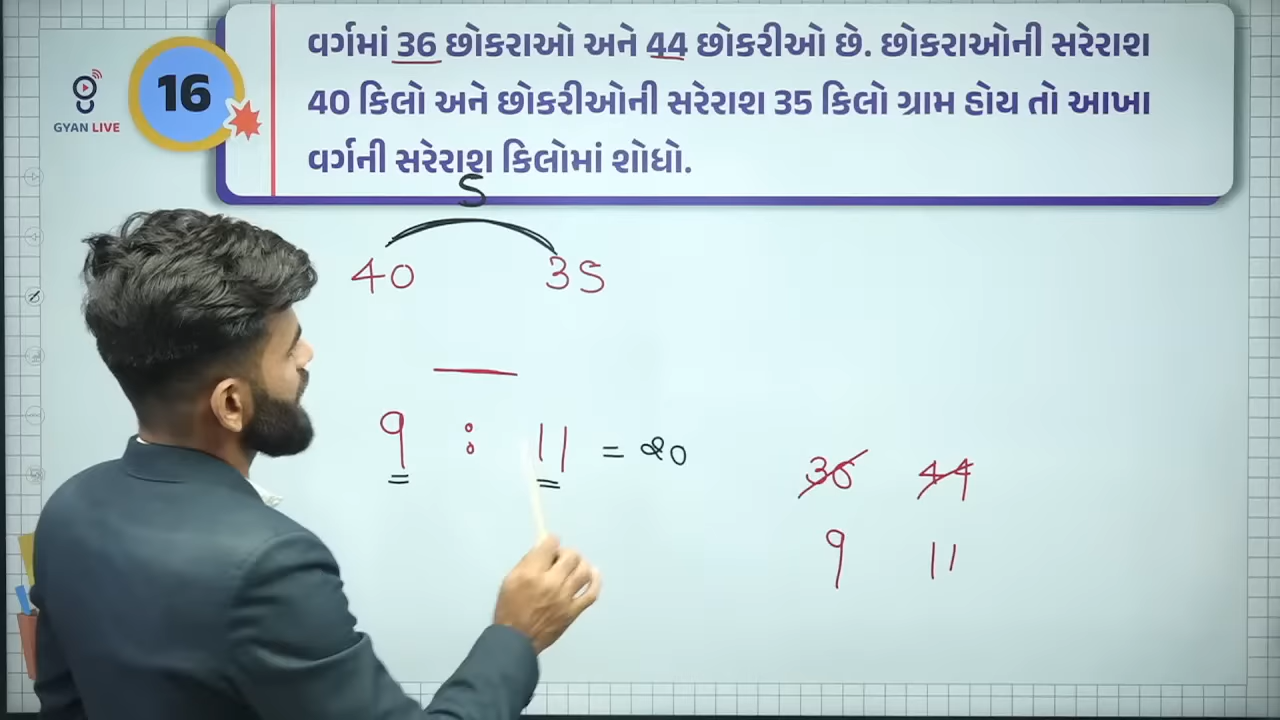 વર્ગમાં 36 છોકરાઓ અને 44 છોકરીઓ છે. છોકરાઓની સરેરાશ
16
40 કિલો અને છોકરીઓની સરેરાશ 35 કિલો ગ્રામ હોય તો આખા
GYAN LIVE
વર્ગની સરેરાશ કિલોમાં શોધો.
5
40 35
9 : 11 = ૨0
36 44
9 11